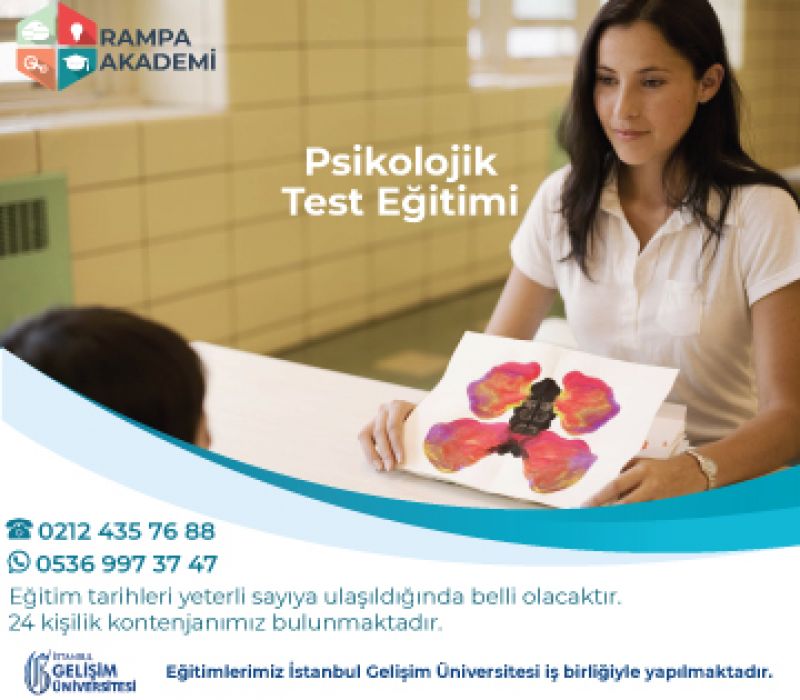 RAMPA
AKADEMİ
Psikolojik
Test Eğitimi
0212 435 76 88
0536 997 37 47
Eğitim tarihleri yeterli sayıya ulaşıldığında belli olacaktır.
24 kişilik kontenjanımız bulunmaktadır.
İSTANBUL
GELİŞİM
ÜNİVERSİTESİ
Eğitimlerimiz İstanbul Gelişim Üniversitesi iş birliğiyle yapılmaktadır.